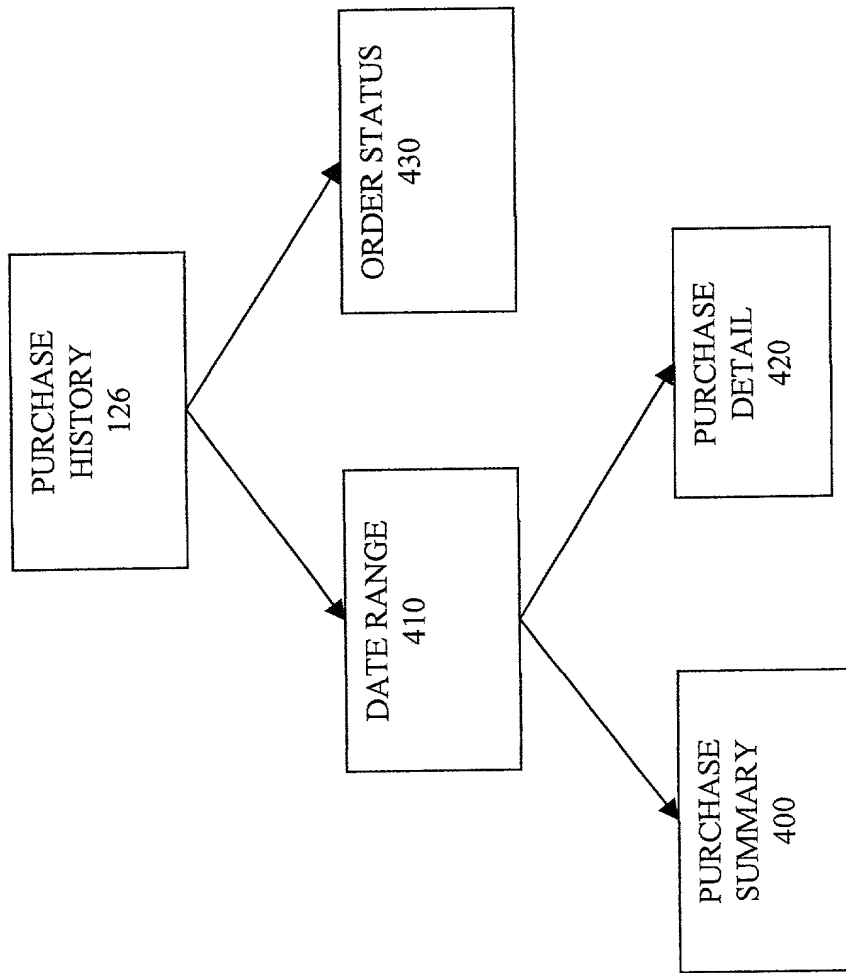 PURCHASE
HISTORY
126
DATE RANGE
410
ORDER STATUS
430
PURCHASE
SUMMARY
400
PURCHASE
DETAIL
420